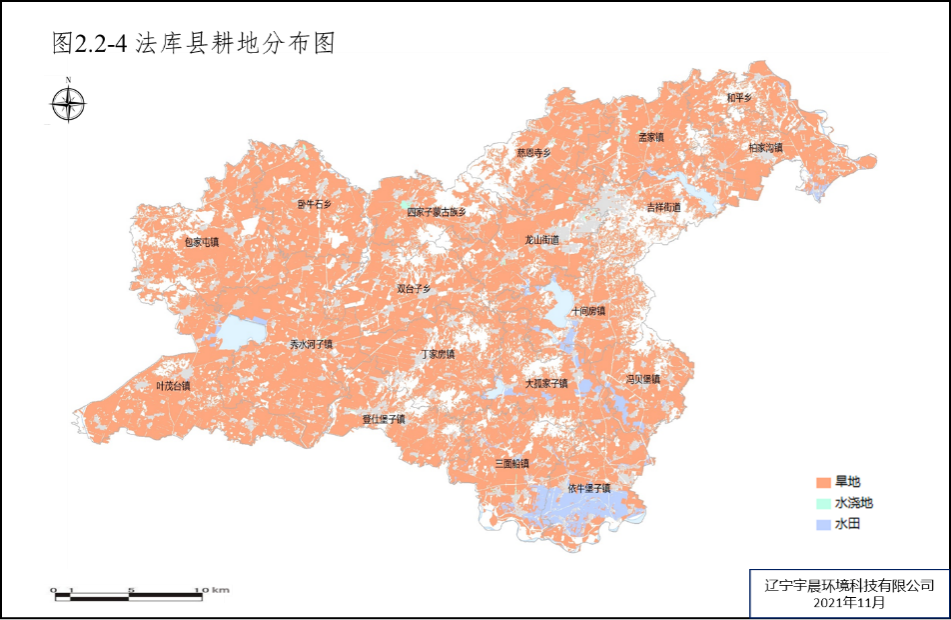 图2.2-4 法库县耕地分布图
N
和平乡
孟家镇
柏家沟镇
慈恩寺乡
卧牛石乡
四家子蒙古族乡
吉祥街道
包家屯镇
龙山街道
双台子乡
十间房镇
秀水河子镇
丁家房镇
叶茂台镇
大孤家子镇
冯贝堡镇
登仕堡子镇
三面船镇
依牛堡子镇
旱地
水浇地
水田
0 1 5 10 km
辽宁宇晨环境科技有限公司
2021年11月